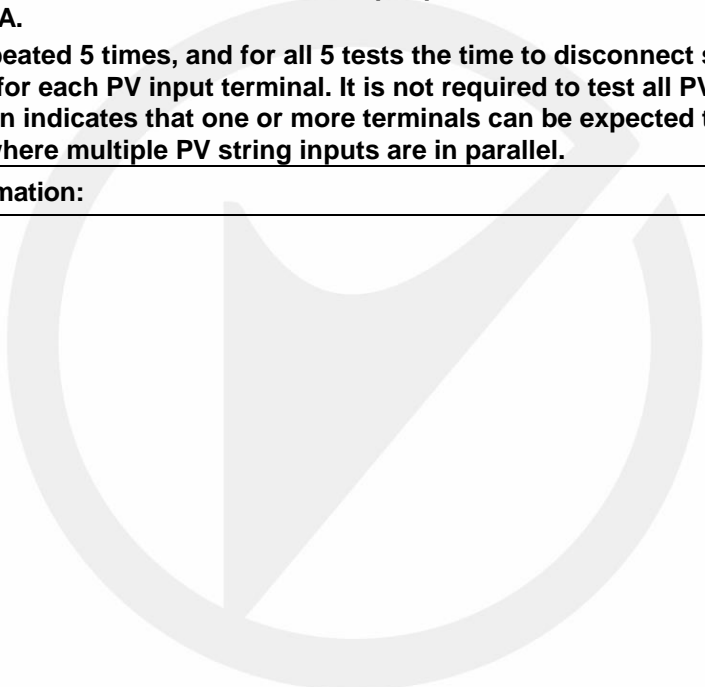 A.
peated 5 times, and for all 5 tests the time to disconnect s
for each PV input terminal. It is not required to test all PV
n indicates that one or more terminals can be expected t
where multiple PV string inputs are in parallel.
mation: